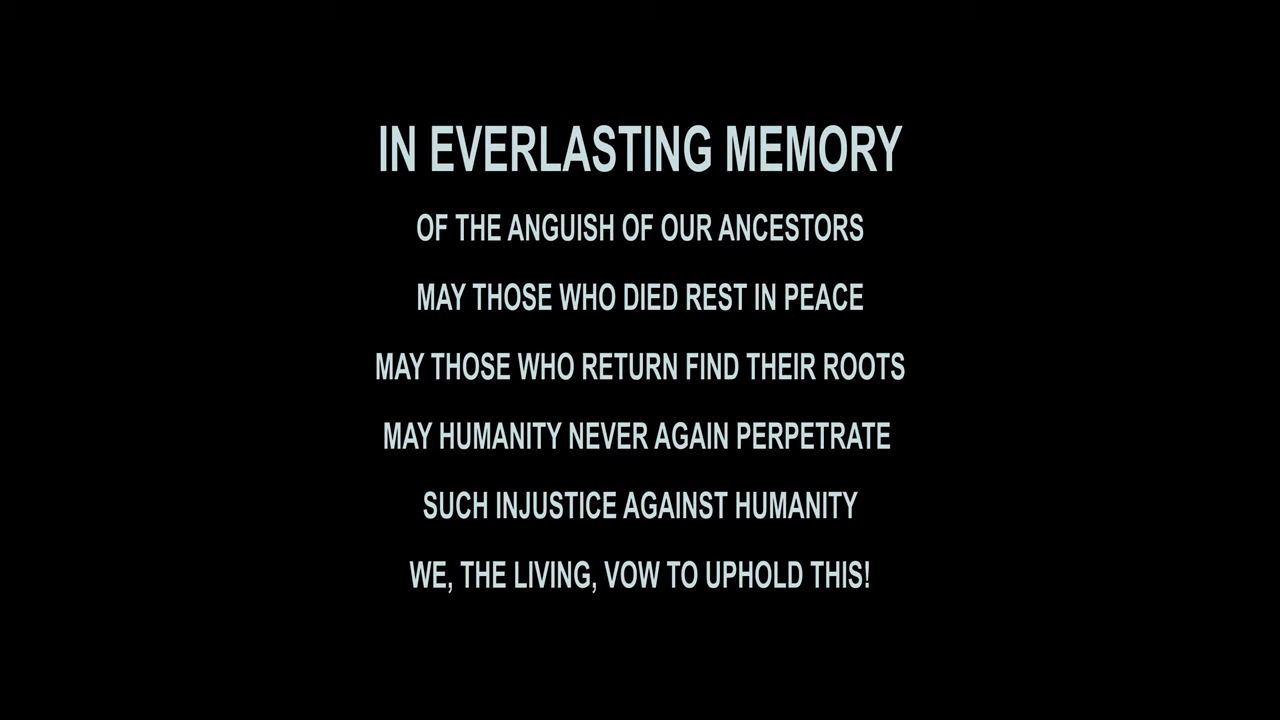 IN EVERLASTING MEMORY
OF THE ANGUISH OF OUR ANCESTORS
MAY THOSE WHO DIED REST IN PEACE
MAY THOSE WHO RETURN FIND THEIR ROOTS
MAY HUMANITY NEVER AGAIN PERPETRATE
SUCH INJUSTICE AGAINST HUMANITY
WE, THE LIVING, VOW TO UPHOLD THIS!